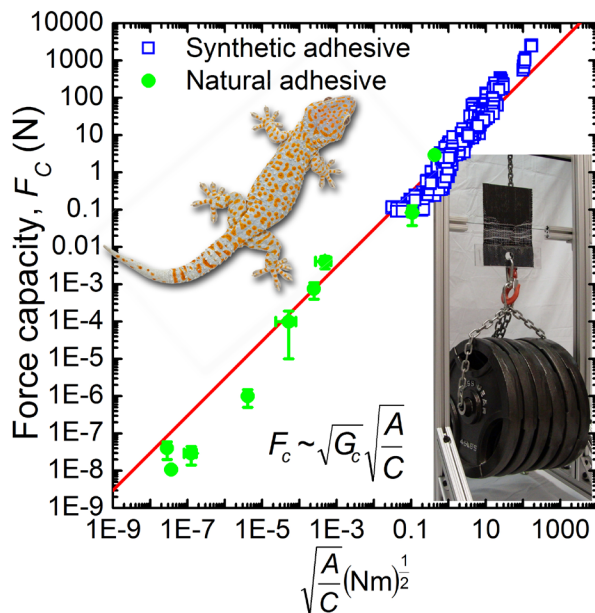 Synthetic adhesive
Natural adhesive
Force capacity, F_C (N)
10000
1000
100
10
1
0.1
0.01
1E-3
1E-4
1E-5
1E-6
1E-7
1E-8
1E-9
F_c ~ √G_c √(A/C)
1E-9 1E-7 1E-5 1E-3 0.1 10 1000
√(A/C) (Nm)^(1/2)